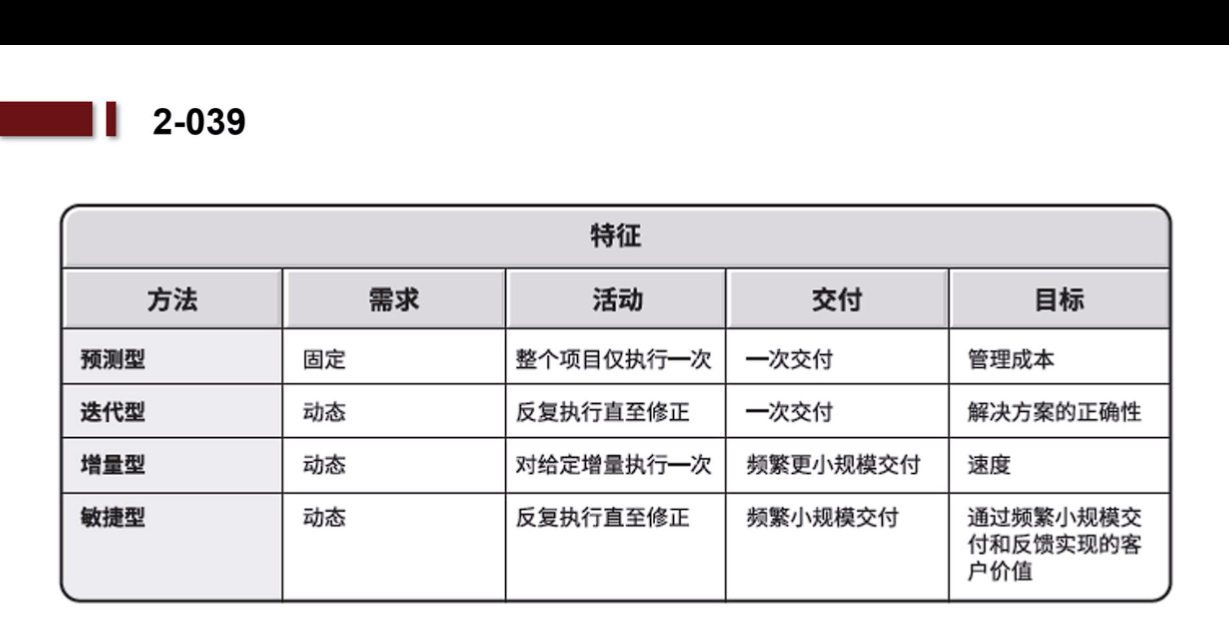 2-039
特征
方法 需求 活动 交付 目标
预测型 固定 整个项目仅执行一次 一次交付 管理成本
迭代型 动态 反复执行直至修正 一次交付 解决方案的正确性
增量型 动态 对给定增量执行一次 频繁更小规模交付 速度
敏捷型 动态 反复执行直至修正 频繁小规模交付 通过频繁小规模交
付和反馈实现的客
户价值